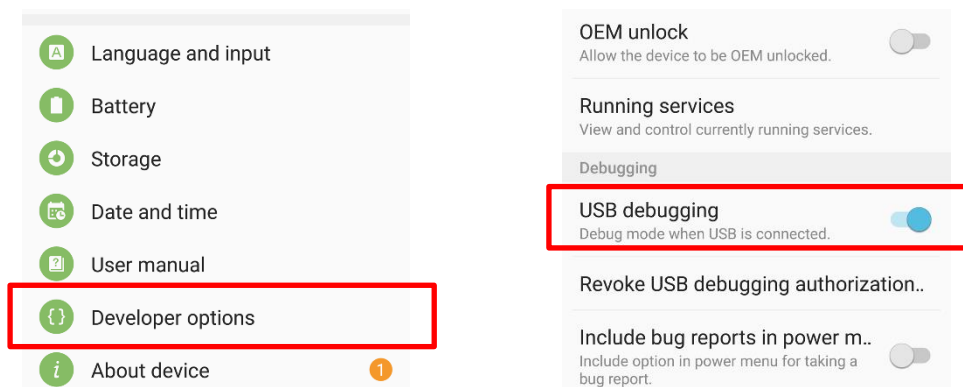 Language and input
Battery
Storage
Date and time
User manual
Developer options
About device
1
OEM unlock
Allow the device to be OEM unlocked.
Running services
View and control currently running services.
Debugging
USB debugging
Debug mode when USB is connected.
Revoke USB debugging authorization..
Include bug reports in power m..
Include option in power menu for taking a
bug report.